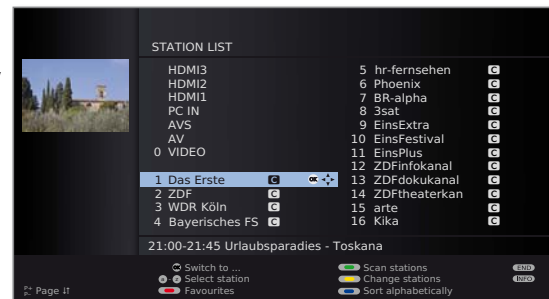 STATION LIST
HDMI3
HDMI2
HDMI1
PC IN
AVS
AV
0 VIDEO
1 Das Erste C OK
2 ZDF C
3 WDR Köln C
4 Bayerisches FS C
5 hr-fernsehen C
6 Phoenix C
7 BR-alpha C
8 3sat C
9 EinsExtra C
10 EinsFestival C
11 EinsPlus C
12 ZDFinfokanal C
13 ZDFdokukanal C
14 ZDFtheaterkan C
15 arte C
16 Kika C
21:00-21:45 Urlaubsparadies - Toskana
OK Switch to ...
Select station
Favourites
Scan stations
Change stations
Sort alphabetically
END
INFO
P+ P- Page